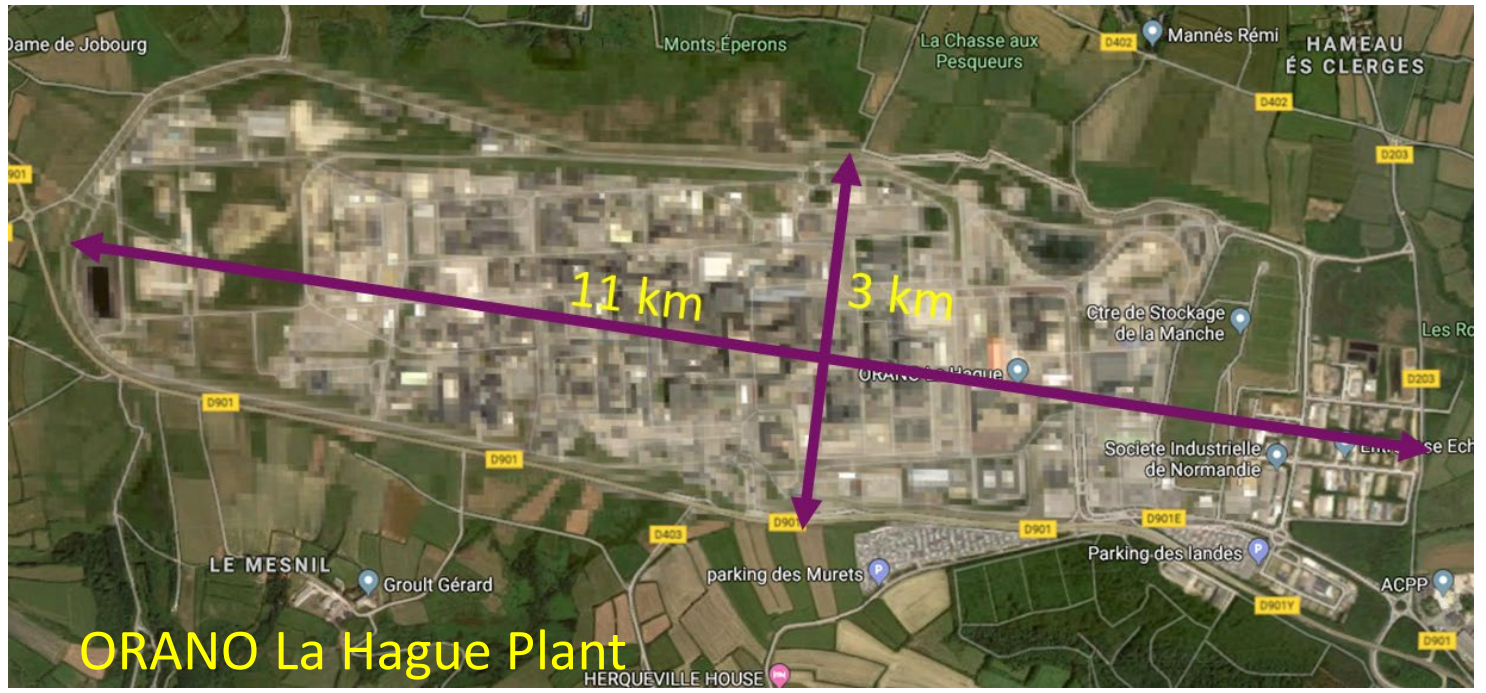 Dame de Jobourg
Monts Éperons
La Chasse aux
Pesqueurs
D402
Mannés Rémi
HAMEAU
ÉS CLERGES
D402
D203
901
11 km
3 km
Ctre de Stockage
de la Manche
Les Ro
ORANO La Hague
D203
D901
D901
Societe Industrielle
de Normandie
se Ech
D901
D403
D901
D901E
Parking des landes
LE MESNIL
Groult Gérard
parking des Murets
P
P
ACPP
D901Y
D901
ORANO La Hague Plant
HERQUEVILLE HOUSE